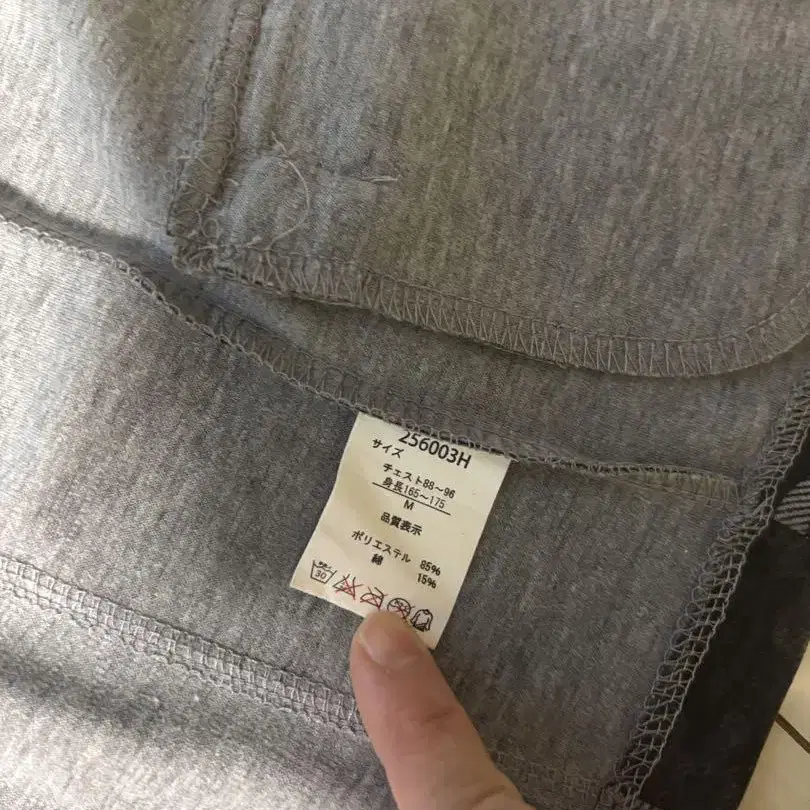 256003H
サイズ
チェスト88～96
身長165～175
M
品質表示
ポリエステル 85%
綿 15%
30